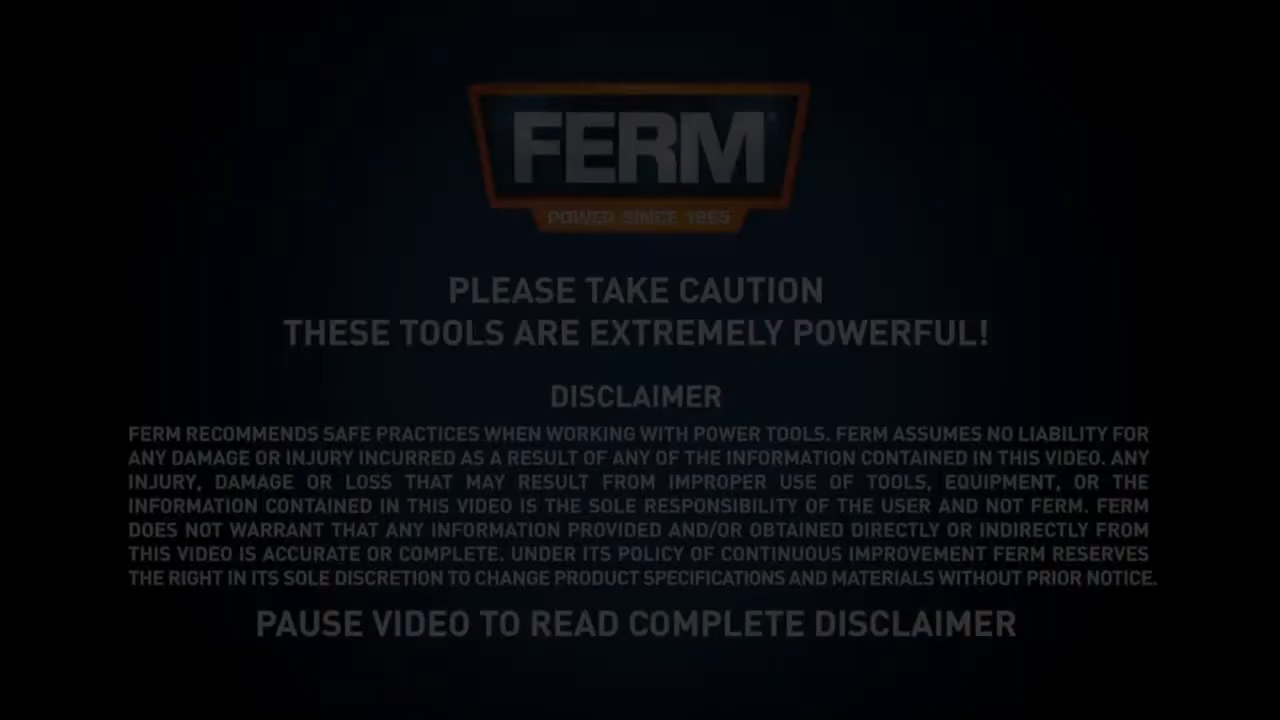 FERM
POWER SINCE 1965
PLEASE TAKE CAUTION
THESE TOOLS ARE EXTREMELY POWERFUL!
DISCLAIMER
FERM RECOMMENDS SAFE PRACTICES WHEN WORKING WITH POWER TOOLS. FERM ASSUMES NO LIABILITY FOR
ANY DAMAGE OR INJURY INCURRED AS A RESULT OF ANY OF THE INFORMATION CONTAINED IN THIS VIDEO. ANY
INJURY, DAMAGE OR LOSS THAT MAY RESULT FROM IMPROPER USE OF TOOLS, EQUIPMENT, OR THE
INFORMATION CONTAINED IN THIS VIDEO IS THE SOLE RESPONSIBILITY OF THE USER AND NOT FERM. FERM
DOES NOT WARRANT THAT ANY INFORMATION PROVIDED AND/OR OBTAINED DIRECTLY OR INDIRECTLY FROM
THIS VIDEO IS ACCURATE OR COMPLETE. UNDER ITS POLICY OF CONTINUOUS IMPROVEMENT FERM RESERVES
THE RIGHT IN ITS SOLE DISCRETION TO CHANGE PRODUCT SPECIFICATIONS AND MATERIALS WITHOUT PRIOR NOTICE.
PAUSE VIDEO TO READ COMPLETE DISCLAIMER